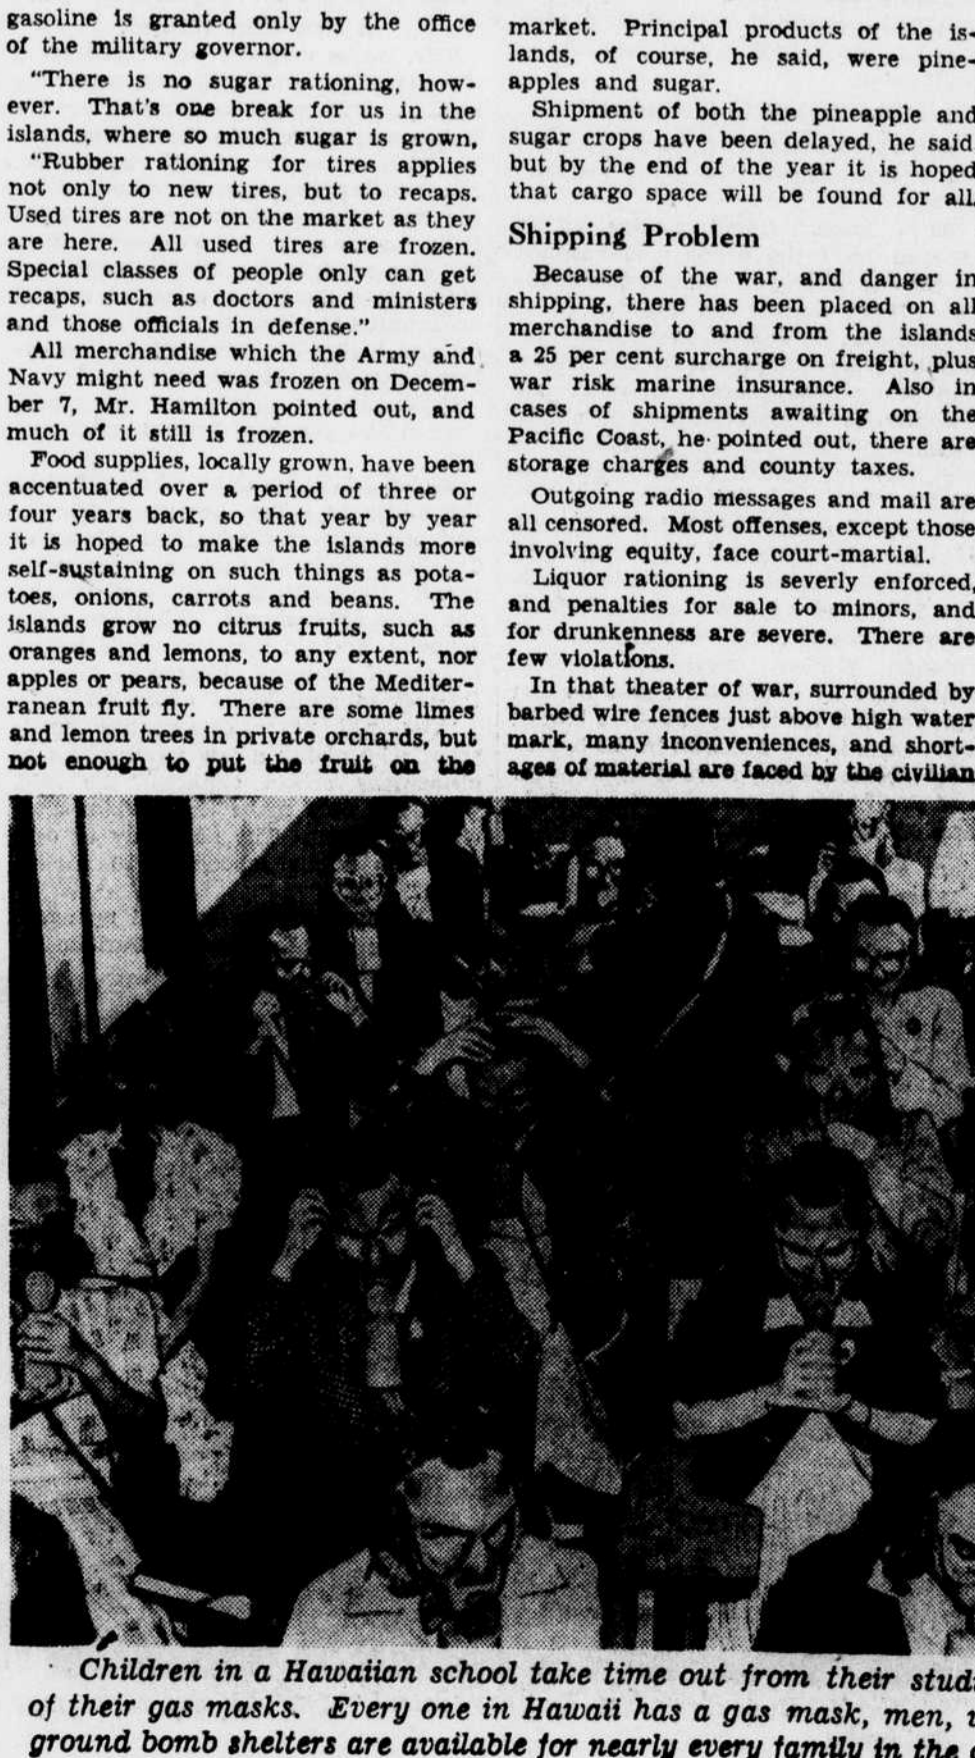 gasoline is granted only by the office
of the military governor.
"There is no sugar rationing, how-
ever. That's one break for us in the
islands, where so much sugar is grown,
"Rubber rationing for tires applies
not only to new tires, but to recaps.
Used tires are not on the market as they
are here. All used tires are frozen.
Special classes of people only can get
recaps, such as doctors and ministers
and those officials in defense."
All merchandise which the Army and
Navy might need was frozen on Decem-
ber 7, Mr. Hamilton pointed out, and
much of it still is frozen.
Food supplies, locally grown, have been
accentuated over a period of three or
four years back, so that year by year
it is hoped to make the islands more
self-sustaining on such things as pota-
toes, onions, carrots and beans. The
islands grow no citrus fruits, such as
oranges and lemons, to any extent, nor
apples or pears, because of the Mediter-
ranean fruit fly. There are some limes
and lemon trees in private orchards, but
not enough to put the fruit on the
market. Principal products of the is-
lands, of course, he said, were pine-
apples and sugar.
Shipment of both the pineapple and
sugar crops have been delayed, he said
but by the end of the year it is hoped
that cargo space will be found for all.
Shipping Problem
Because of the war, and danger in
shipping, there has been placed on all
merchandise to and from the islands
a 25 per cent surcharge on freight, plus
war risk marine insurance. Also in
cases of shipments awaiting on the
Pacific Coast, he pointed out, there are
storage charges and county taxes.
Outgoing radio messages and mail are
all censored. Most offenses, except those
involving equity, face court-martial.
Liquor rationing is severly enforced,
and penalties for sale to minors, and
for drunkenness are severe. There are
few violations.
In that theater of war, surrounded by
barbed wire fences just above high water
mark, many inconveniences, and short-
ages of material are faced by the civilian
Children in a Hawaiian school take time out from their
of their gas masks. Every one in Hawaii has a gas mask, men,
ground bomb shelters are available for nearly every family in the